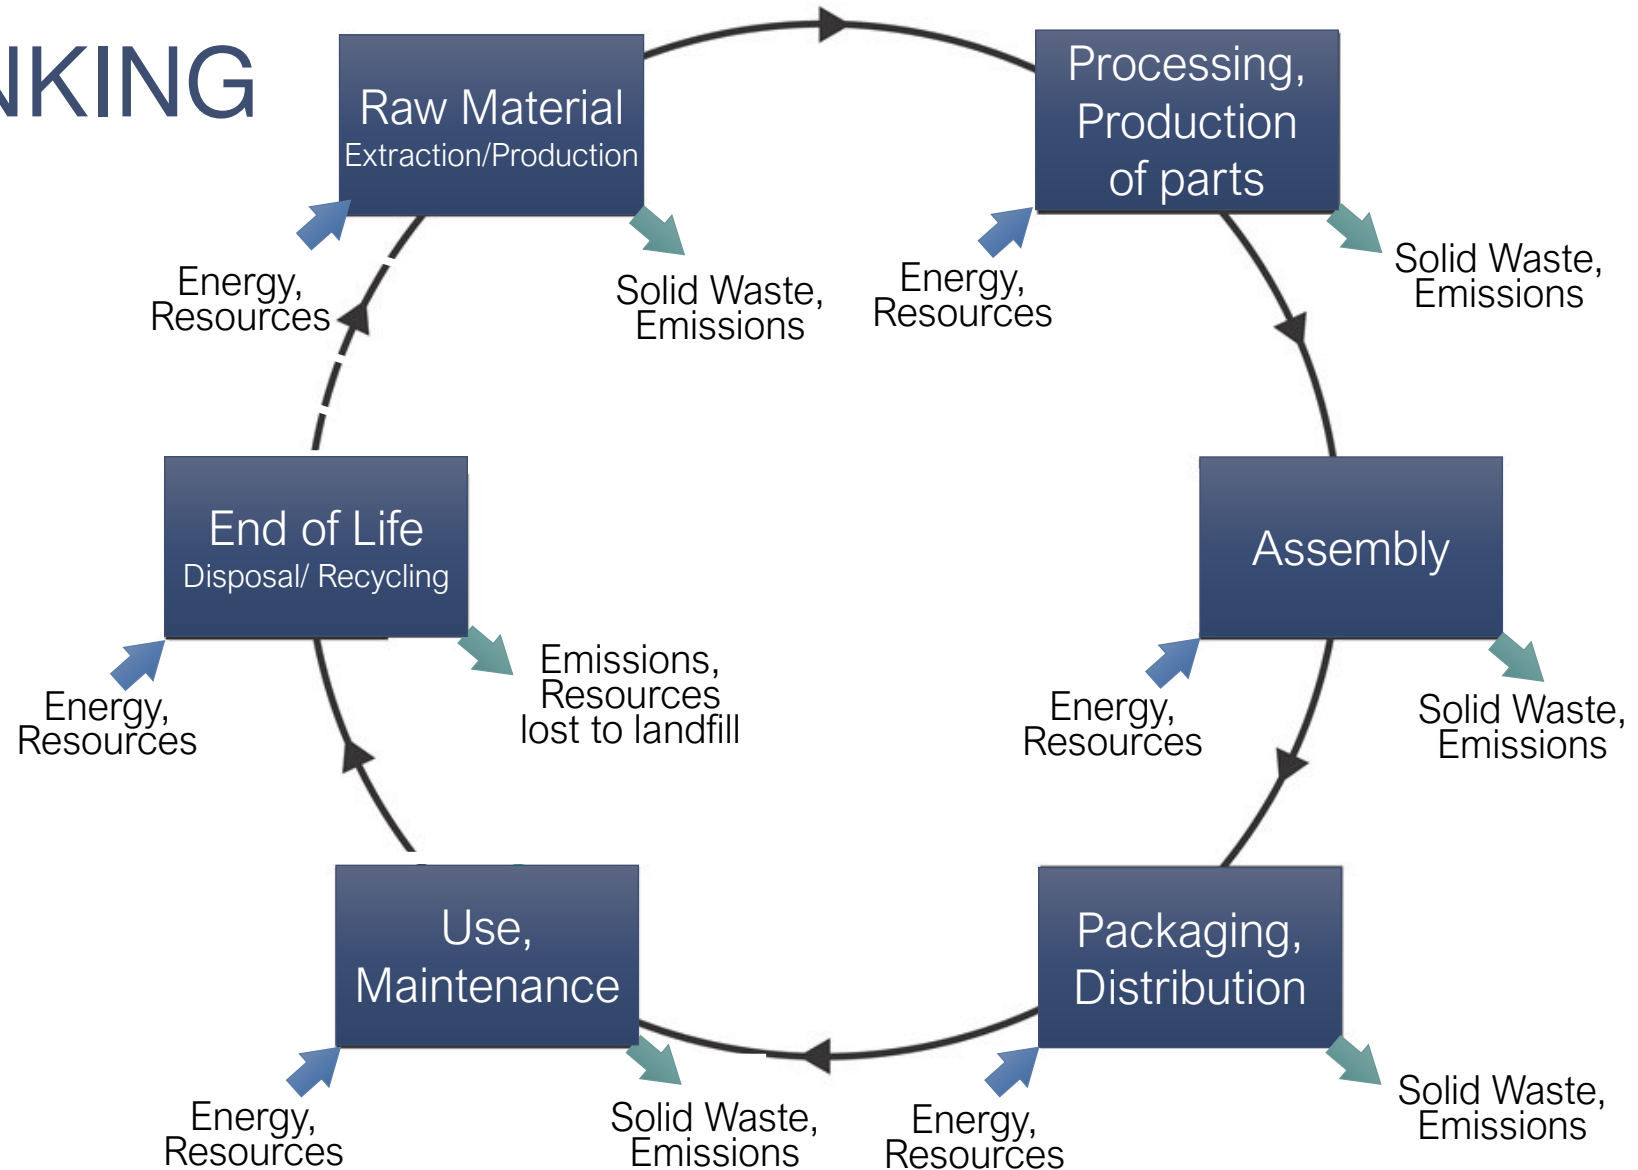 NKING
Raw Material
Extraction/Production
Energy,
Resources
Solid Waste,
Emissions
Processing,
Production
of parts
Energy,
Resources
Solid Waste,
Emissions
Assembly
Energy,
Resources
Solid Waste,
Emissions
Packaging,
Distribution
Energy,
Resources
Solid Waste,
Emissions
Use,
Maintenance
Energy,
Resources
Solid Waste,
Emissions
End of Life
Disposal/ Recycling
Energy,
Resources
Emissions,
Resources
lost to landfill